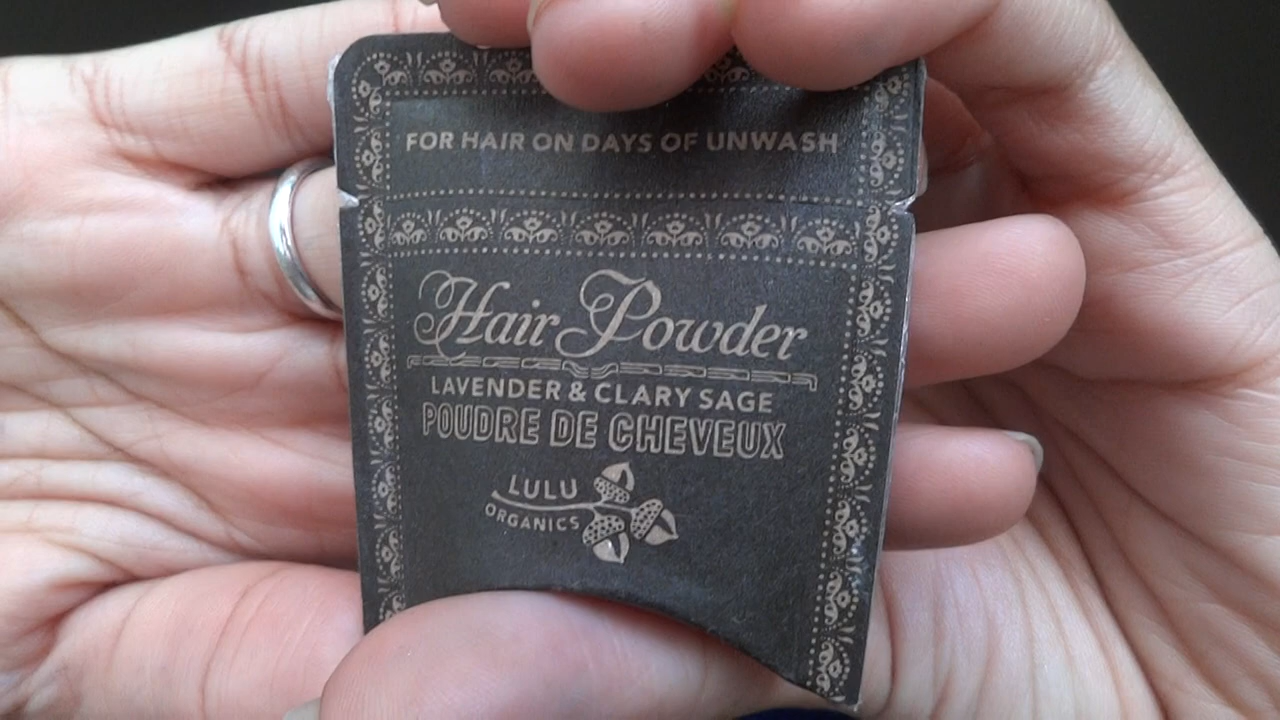 FOR HAIR ON DAYS OF UNWASH
Hair Powder
LAVENDER & CLARY SAGE
POUDRE DE CHEVEUX
LULU
ORGANICS